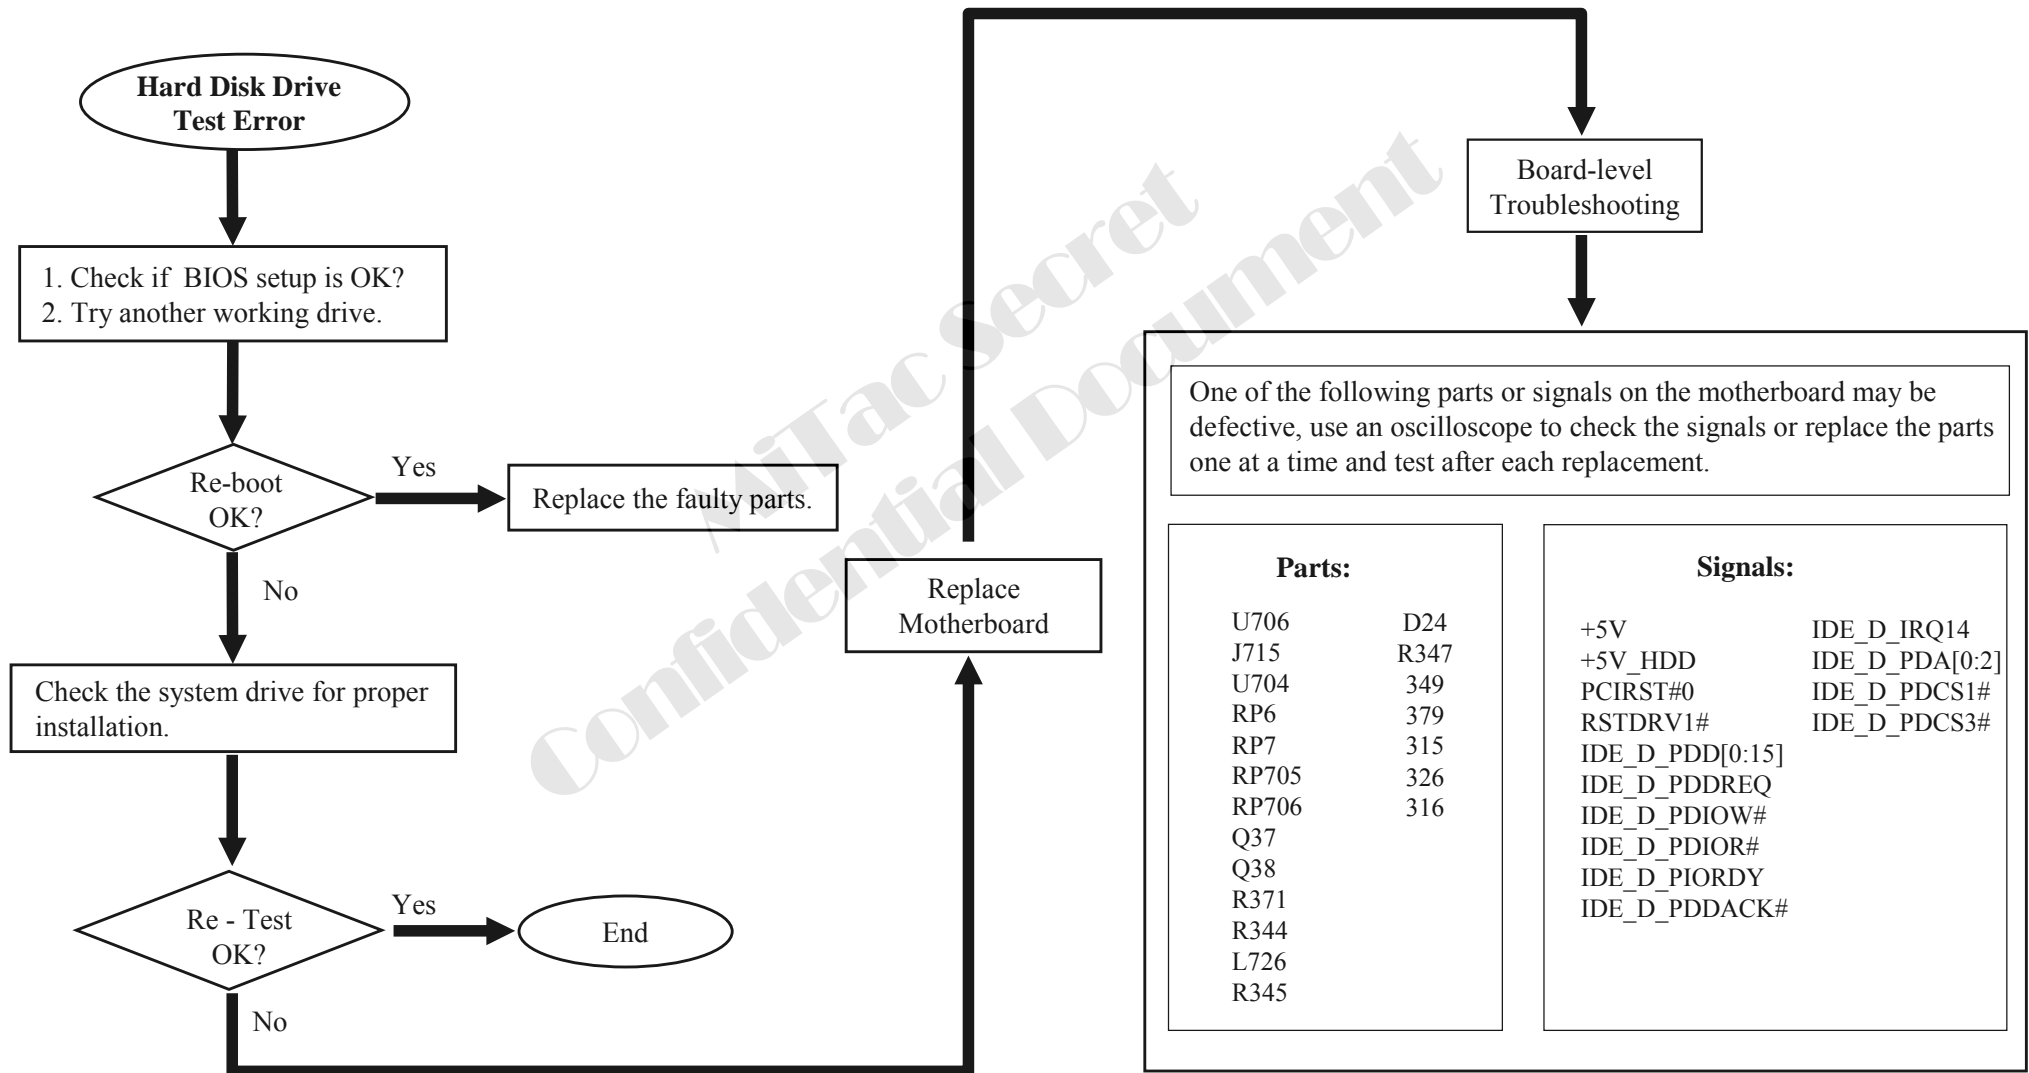 Hard Disk Drive
Test Error
1. Check if BIOS setup is OK?
2. Try another working drive.
Re-boot
OK?
Yes
Replace the faulty parts.
No
Check the system drive for proper
installation.
Re - Test
OK?
Yes
End
No
Replace
Motherboard
Board-level
Troubleshooting
One of the following parts or signals on the motherboard may be
defective, use an oscilloscope to check the signals or replace the parts
one at a time and test after each replacement.
Parts:
U706
J715
U704
RP6
RP7
RP705
RP706
Q37
Q38
R371
R344
L726
R345
D24
R347
349
379
315
326
316
Signals:
+5V
+5V_HDD
PCIRST#0
RSTDRV1#
IDE_D_PDD[0:15]
IDE_D_PDDREQ
IDE_D_PDIOW#
IDE_D_PDIOR#
IDE_D_PIORDY
IDE_D_PDDACK#
IDE_D_IRQ14
IDE_D_PDA[0:2]
IDE_D_PDCS1#
IDE_D_PDCS3#
MiTac Secret
Confidential Document